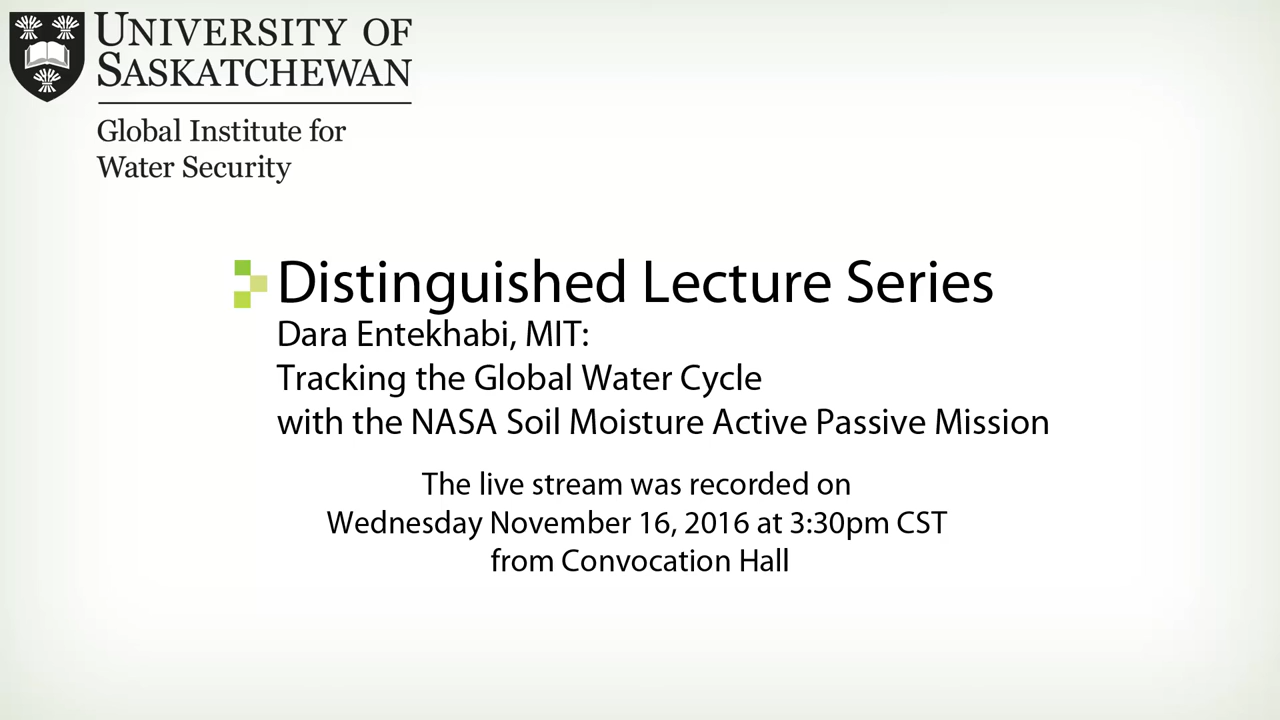 UNIVERSITY OF
SASKATCHEWAN
Global Institute for
Water Security
Distinguished Lecture Series
Dara Entekhabi, MIT:
Tracking the Global Water Cycle
with the NASA Soil Moisture Active Passive Mission
The live stream was recorded on
Wednesday November 16, 2016 at 3:30pm CST
from Convocation Hall